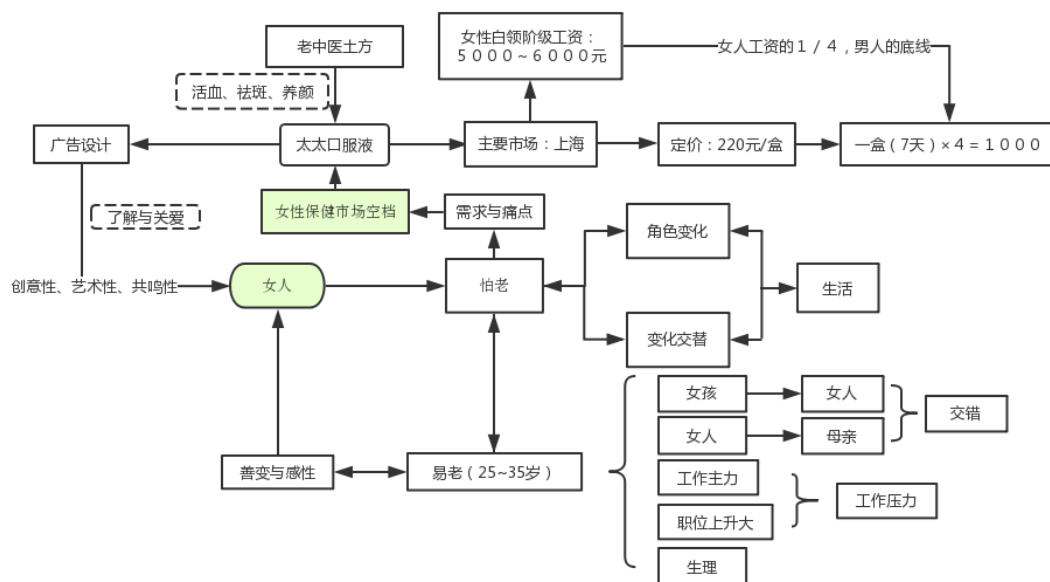 老中医土方
女性白领阶级工资：
５０００～６０００元
女人工资的１／４，男人的底线
活血、祛斑、养颜
广告设计
太太口服液
主要市场：上海
定价：220元/盒
一盒（7天）×４＝１０００
了解与关爱
女性保健市场空档
需求与痛点
角色变化
创意性、艺术性、共鸣性
女人
怕老
生活
变化交替
女孩
女人
交错
女人
母亲
善变与感性
易老（25~35岁）
工作主力
工作压力
职位上升大
生理